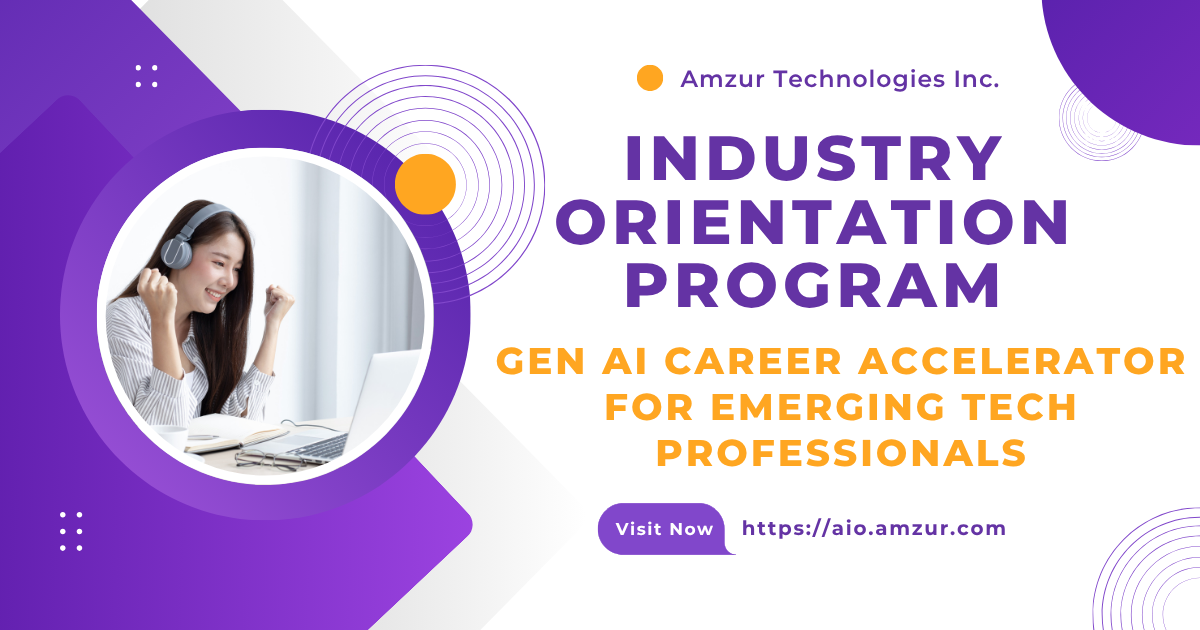 Amzur Technologies Inc.
INDUSTRY
ORIENTATION
PROGRAM
GEN AI CAREER ACCELERATOR
FOR EMERGING TECH
PROFESSIONALS
Visit Now https://aio.amzur.com